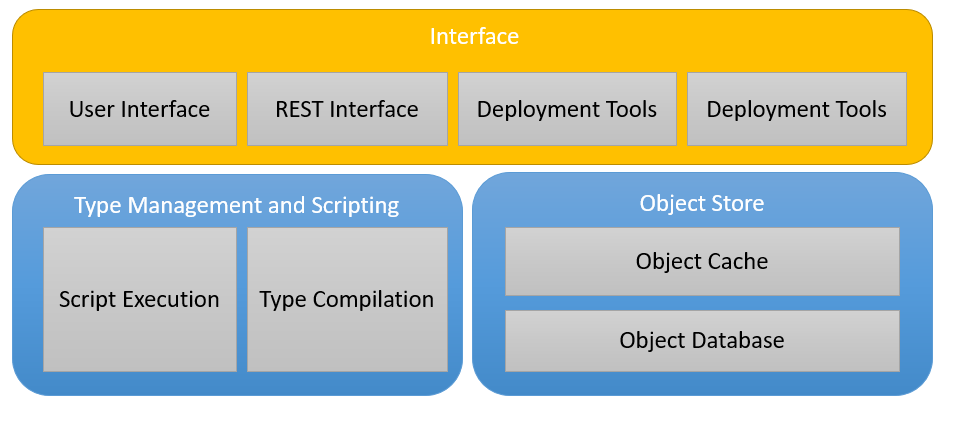 Interface
User Interface
REST Interface
Deployment Tools
Deployment Tools
Type Management and Scripting
Script Execution
Type Compilation
Object Store
Object Cache
Object Database